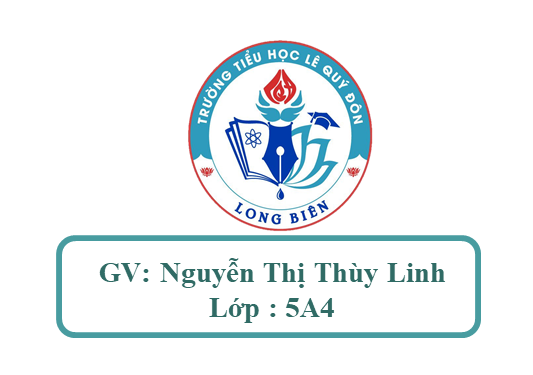 TRƯỜNG TIỂU HỌC LÊ QUÝ ĐÔN
LONG BIÊN
GV: Nguyễn Thị Thùy Linh
Lớp : 5A4